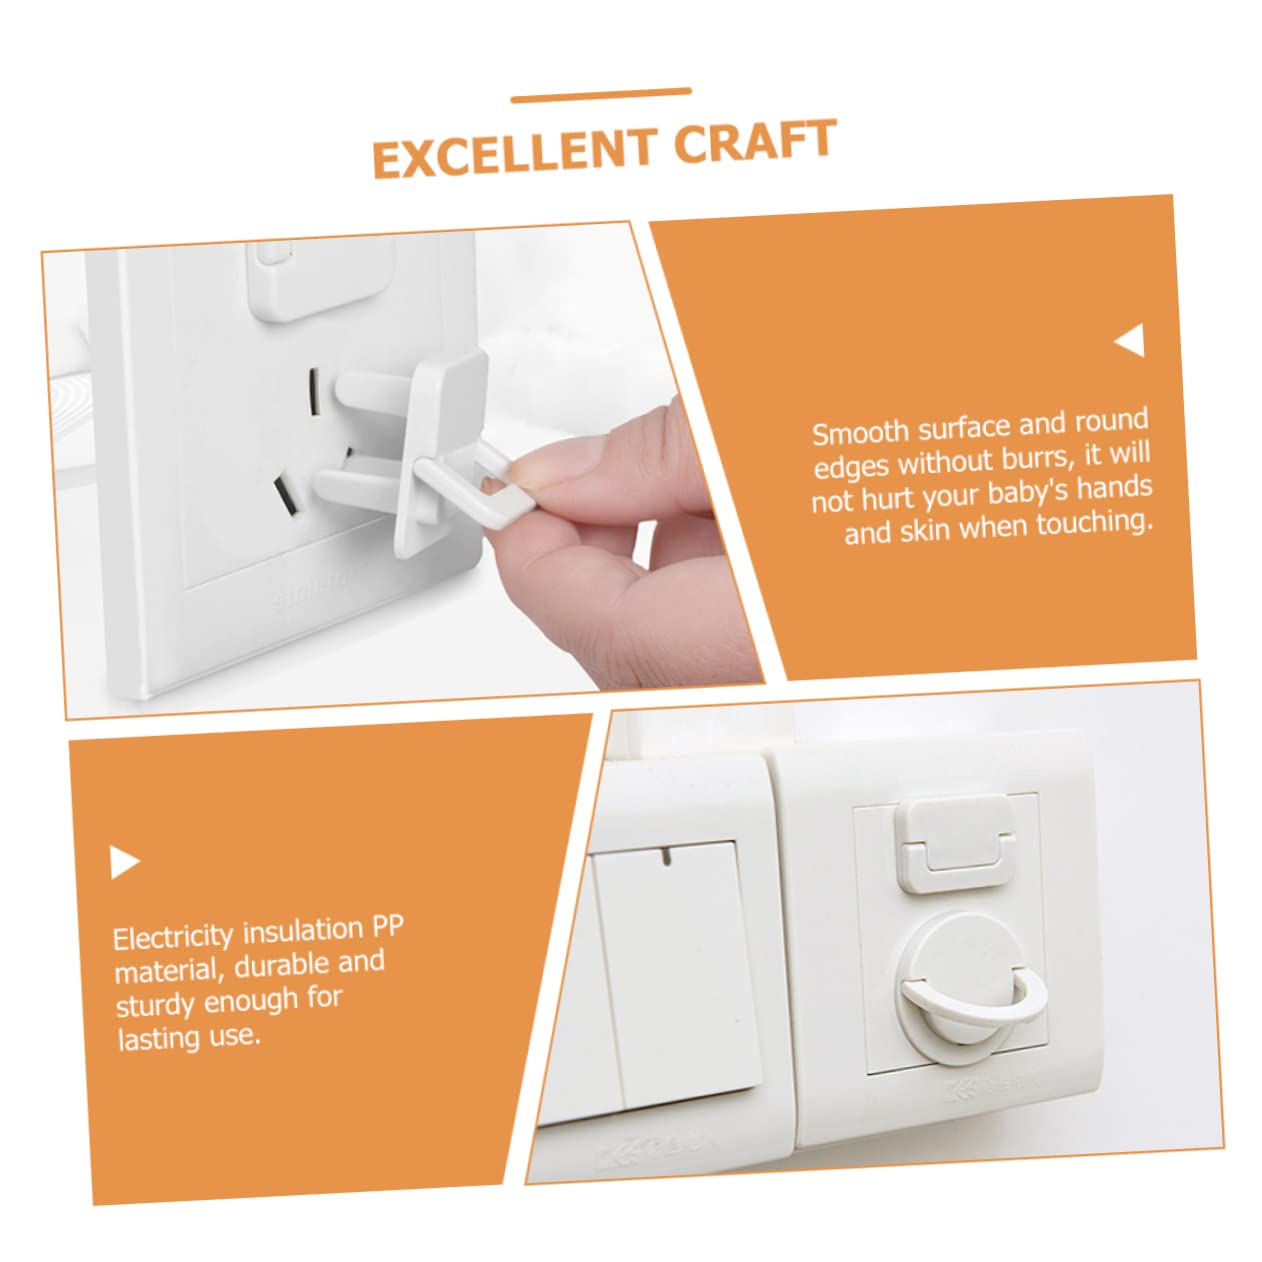 EXCELLENT CRAFT
Smooth surface and round
edges without burrs, it will
not hurt your baby's hands
and skin when touching.
Electricity insulation PP
material, durable and
sturdy enough for
lasting use.